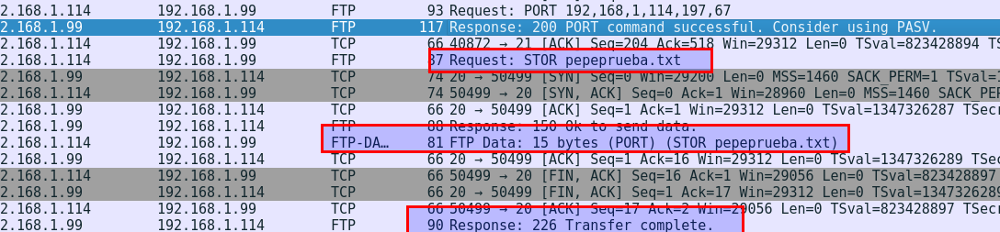 2.168.1.114 192.168.1.99 FTP 93 Request: PORT 192,168,1,114,197,67
2.168.1.99 192.168.1.114 FTP 117 Response: 200 PORT command successful. Consider using PASV.
2.168.1.114 192.168.1.99 TCP 66 40872 → 21 [ACK] Seq=204 Ack=518 Win=29312 Len=0 TSval=823428894 TS
2.168.1.114 192.168.1.99 FTP 87 Request: STOR pepeprueba.txt
2.168.1.99 192.168.1.114 TCP 74 20 → 50499 [SYN] Seq=0 Win=29200 Len=0 MSS=1460 SACK_PERM=1 TSval=1
2.168.1.114 192.168.1.99 TCP 74 50499 → 20 [SYN, ACK] Seq=0 Ack=1 Win=28960 Len=0 MSS=1460 SACK_PER
2.168.1.99 192.168.1.114 TCP 66 20 → 50499 [ACK] Seq=1 Ack=1 Win=29312 Len=0 TSval=1347326287 TSecr
2.168.1.99 192.168.1.114 FTP 88 Response: 150 Ok to send data.
2.168.1.114 192.168.1.99 FTP-DA… 81 FTP Data: 15 bytes (PORT) (STOR pepeprueba.txt)
2.168.1.99 192.168.1.114 TCP 66 20 → 50499 [ACK] Seq=1 Ack=16 Win=29312 Len=0 TSval=1347326289 TSec
2.168.1.114 192.168.1.99 TCP 66 50499 → 20 [FIN, ACK] Seq=16 Ack=1 Win=29056 Len=0 TSval=823428897
2.168.1.99 192.168.1.114 TCP 66 20 → 50499 [FIN, ACK] Seq=1 Ack=17 Win=29312 Len=0 TSval=1347326289
2.168.1.114 192.168.1.99 TCP 66 50499 → 20 [ACK] Seq=17 Ack=2 Win=29056 Len=0 TSval=823428897 TSecr
2.168.1.99 192.168.1.114 FTP 90 Response: 226 Transfer complete.